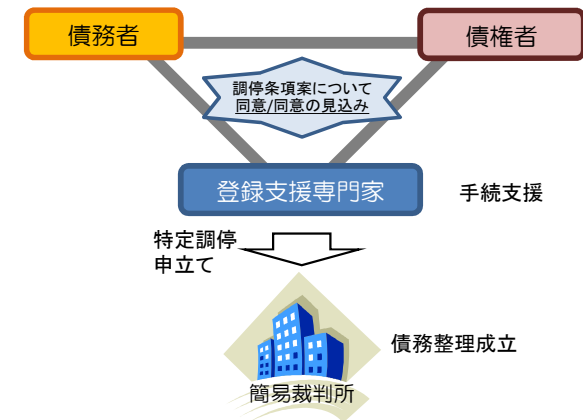 債務者
債権者
調停条項案について
同意/同意の見込み
登録支援専門家
手続支援
特定調停
申立て
債務整理成立
簡易裁判所